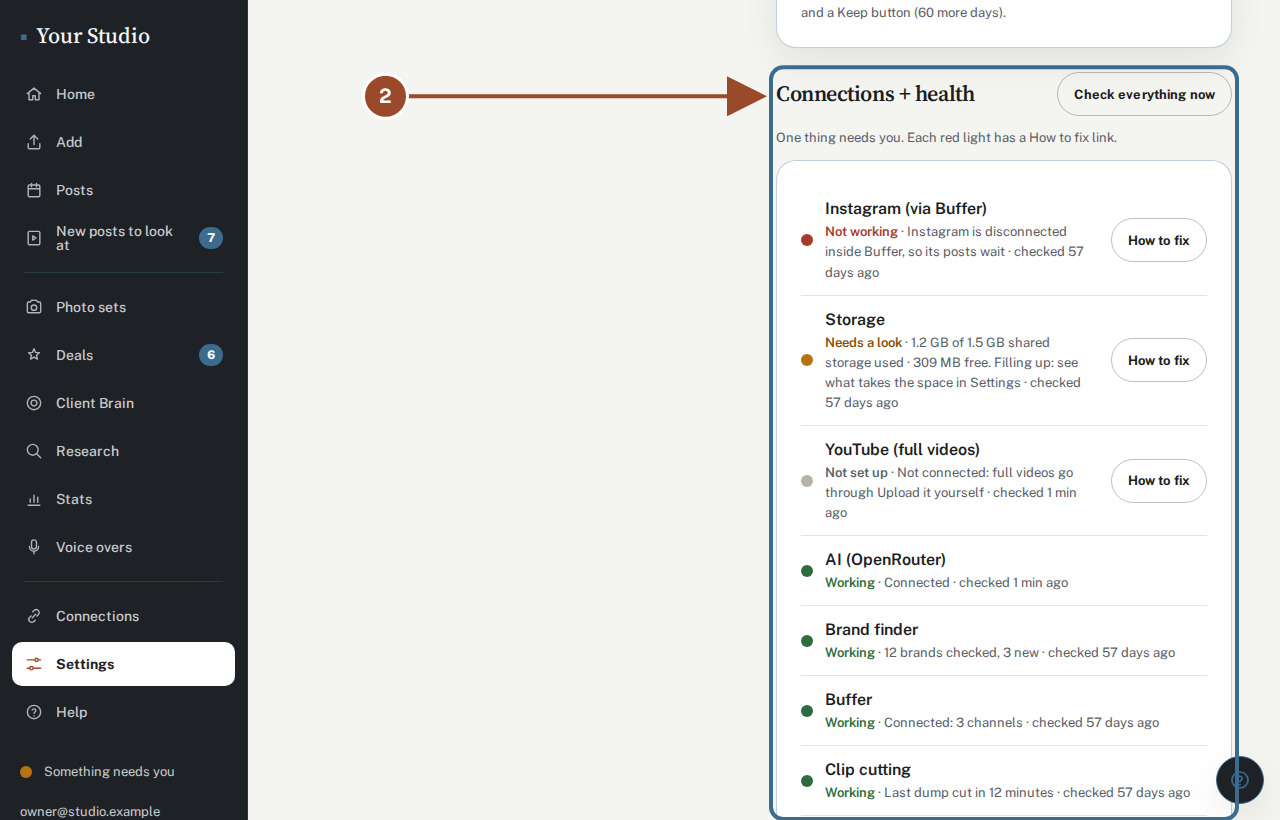 Your Studio
Home
Add
Posts
New posts to look
at
7
Photo sets
Deals
6
Client Brain
Research
Stats
Voice overs
Connections
Settings
Help
Something needs you
owner@studio.example
and a Keep button (60 more days).
2
Connections + health
Check everything now
One thing needs you. Each red light has a How to fix link.
Instagram (via Buffer)
Not working · Instagram is disconnected
inside Buffer, so its posts wait · checked 57
days ago
How to fix
Storage
Needs a look · 1.2 GB of 1.5 GB shared
storage used · 309 MB free. Filling up: see
what takes the space in Settings · checked
57 days ago
How to fix
YouTube (full videos)
Not set up · Not connected: full videos go
through Upload it yourself · checked 1 min
ago
How to fix
AI (OpenRouter)
Working · Connected · checked 1 min ago
Brand finder
Working · 12 brands checked, 3 new · checked 57 days ago
Buffer
Working · Connected: 3 channels · checked 57 days ago
Clip cutting
Working · Last dump cut in 12 minutes · checked 57 days ago